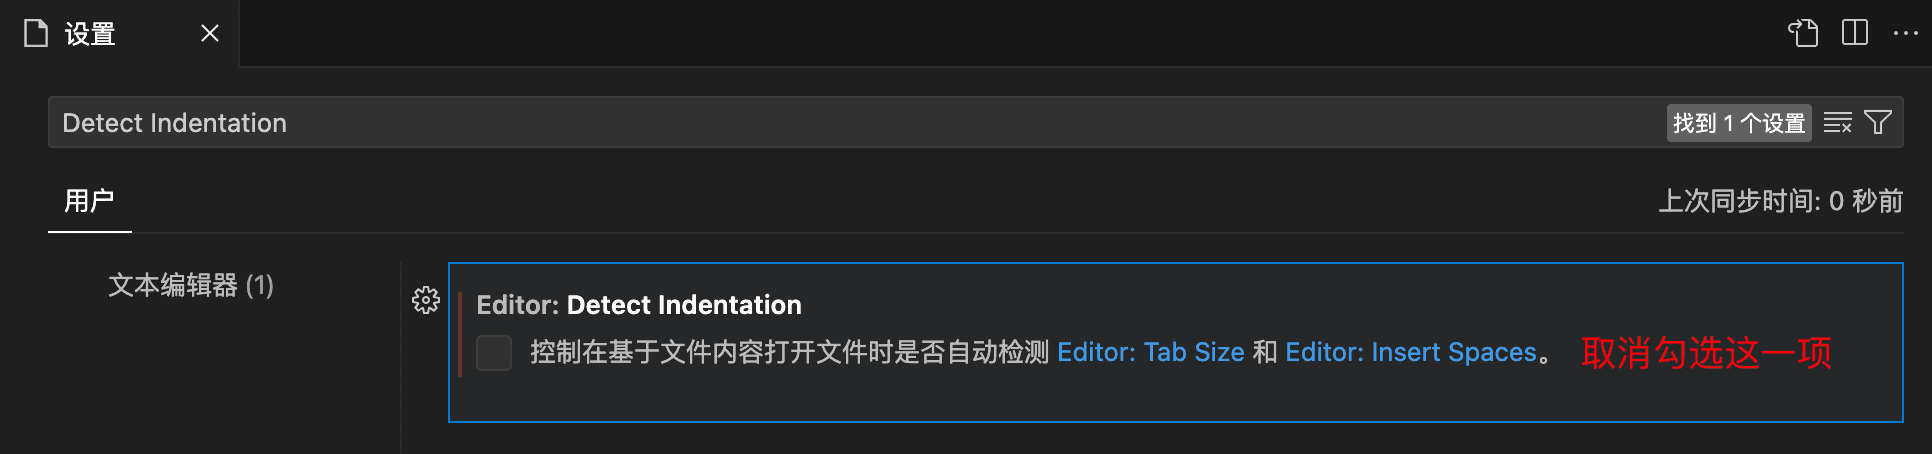 设置
Detect Indentation
找到 1 个设置
用户
上次同步时间: 0 秒前
文本编辑器 (1)
Editor: Detect Indentation
控制在基于文件内容打开文件时是否自动检测 Editor: Tab Size 和 Editor: Insert Spaces。 取消勾选这一项